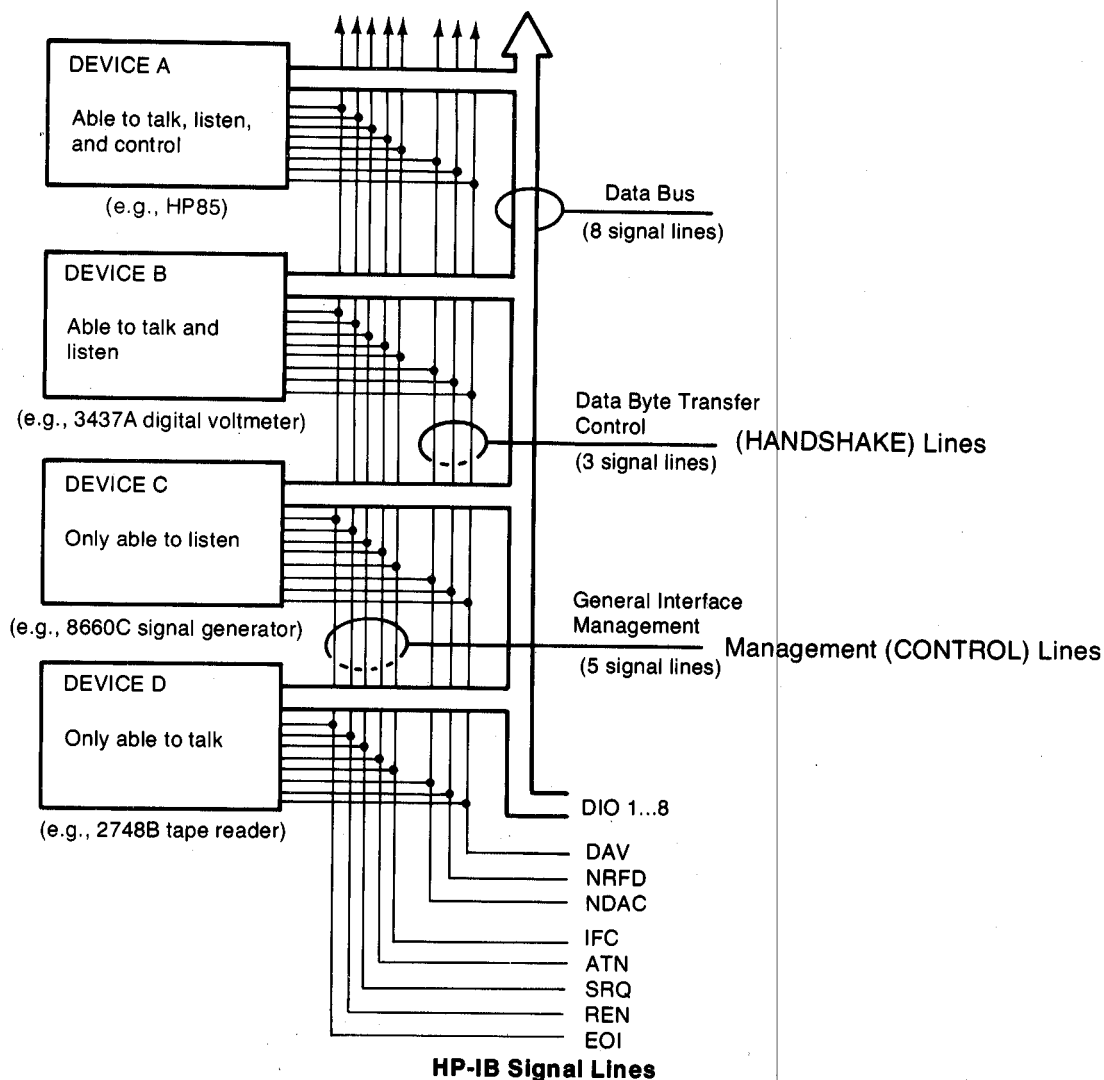 DEVICE A
Able to talk, listen,
and control
(e.g., HP85)
Data Bus
(8 signal lines)
DEVICE B
Able to talk and
listen
(e.g., 3437A digital voltmeter)
Data Byte Transfer
Control
(3 signal lines)
(HANDSHAKE) Lines
DEVICE C
Only able to listen
(e.g., 8660C signal generator)
General Interface
Management
(5 signal lines)
Management (CONTROL) Lines
DEVICE D
Only able to talk
(e.g., 2748B tape reader)
DIO 1...8
DAV
NRFD
NDAC
IFC
ATN
SRQ
REN
EOI
HP-IB Signal Lines